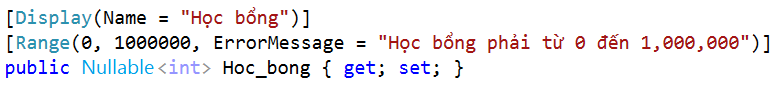 [Display(Name = "Học bổng")]
[Range(0, 1000000, ErrorMessage = "Học bổng phải từ 0 đến 1,000,000")]
public Nullable<int> Hoc_bong { get; set; }